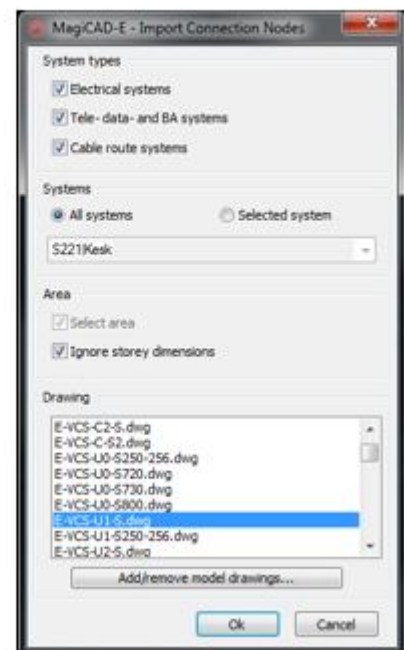 MagiCAD-E - Import Connection Nodes
System types
Electrical systems
Tele- data- and BA systems
Cable route systems
Systems
All systems Selected system
S221|Kesk
Area
Select area
Ignore storey dimensions
Drawing
E-VCS-C2-S.dwg
E-VCS-C-S2.dwg
E-VCS-U0-S250-256.dwg
E-VCS-U0-S720.dwg
E-VCS-U0-S730.dwg
E-VCS-U0-S800.dwg
E-VCS-U1-S.dwg
E-VCS-U1-S250-256.dwg
E-VCS-U2-S.dwg
Add/remove model drawings...
Ok Cancel